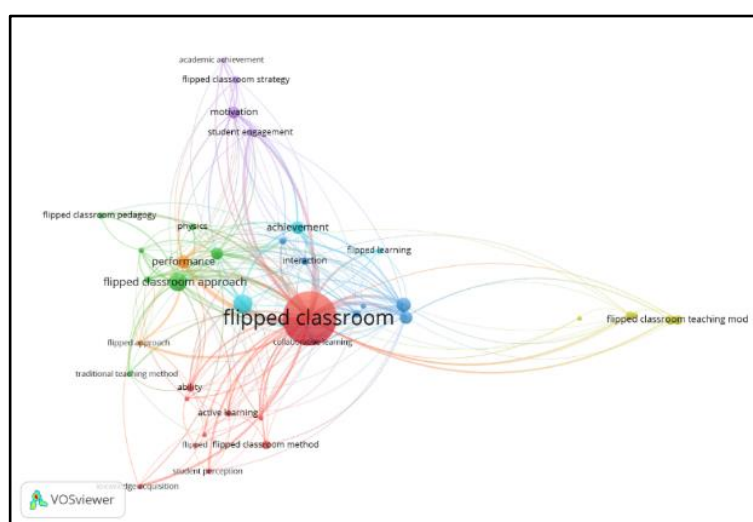 academic achievement
flipped classroom strategy
motivation
student engagement
flipped classroom pedagogy
physics
achievement
flipped learning
performance
interaction
flipped classroom approach
flipped classroom
flipped classroom teaching mod
collaborative learning
flipped approach
traditional teaching method
ability
active learning
flipped
flipped classroom method
student perception
knowledge acquisition
VOSviewer